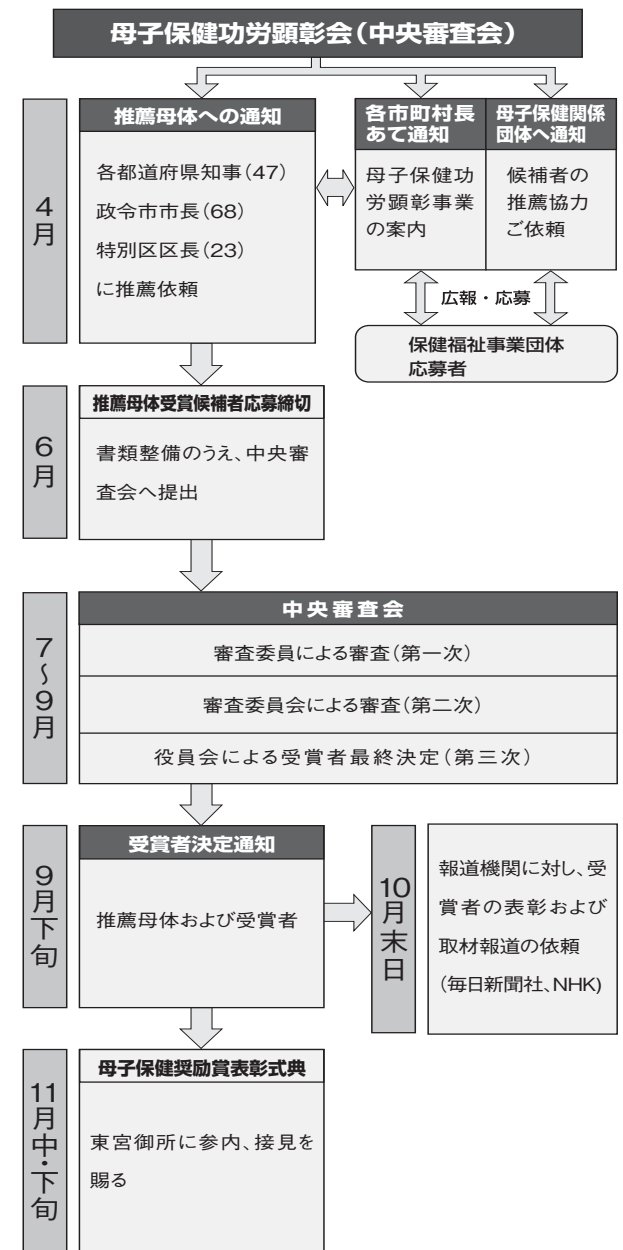 母子保健功労顕彰会（中央審査会）
4月
推薦母体への通知
各都道府県知事（47）
政令市市長（68）
特別区区長（23）
に推薦依頼
各市町村長
あて通知
母子保健功
労顕彰事業
の案内
母子保健関係
団体へ通知
候補者の
推薦協力
ご依頼
広報・応募
保健福祉事業団体
応募者
6月
推薦母体受賞候補者応募締切
書類整備のうえ、中央審
査会へ提出
7〜9月
中央審査会
審査委員による審査（第一次）
審査委員会による審査（第二次）
役員会による受賞者最終決定（第三次）
9月下旬
受賞者決定通知
推薦母体および受賞者
10月末日
報道機関に対し、受
賞者の表彰および
取材報道の依頼
（毎日新聞社、NHK)
11月中・下旬
母子保健奨励賞表彰式典
東宮御所に参内、接見を
賜る